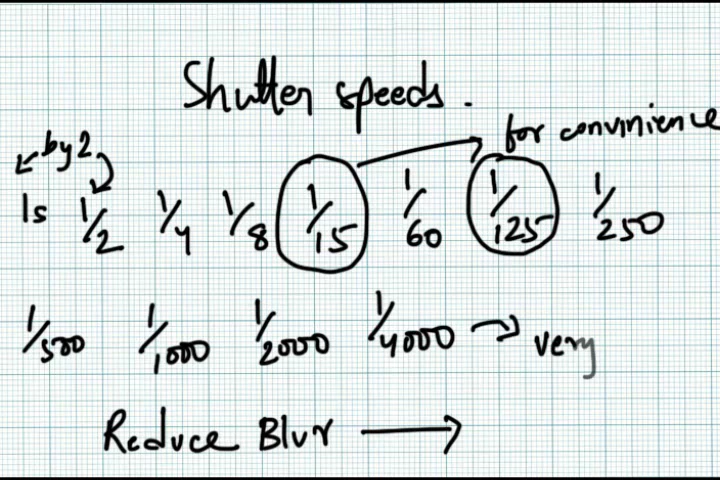 Shutter speeds.
for convinience
by 2
1s 1/2 1/4 1/8 1/15 1/60 1/125 1/250
1/500 1/1000 1/2000 1/4000 → very
Reduce Blur →